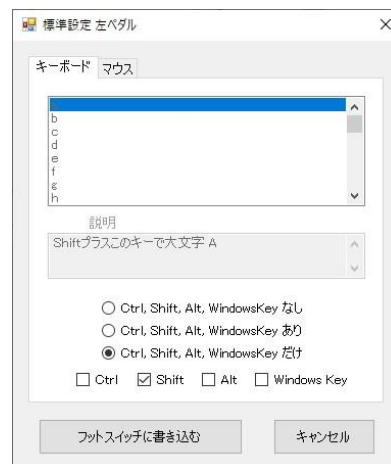 標準設定 左ペダル
キーボード マウス
b
c
d
e
f
g
h
説明
Shiftプラスこのキーで大文字 A
Ctrl, Shift, Alt, WindowsKey なし
Ctrl, Shift, Alt, WindowsKey あり
Ctrl, Shift, Alt, WindowsKey だけ
Ctrl Shift Alt Windows Key
フットスイッチに書き込む キャンセル